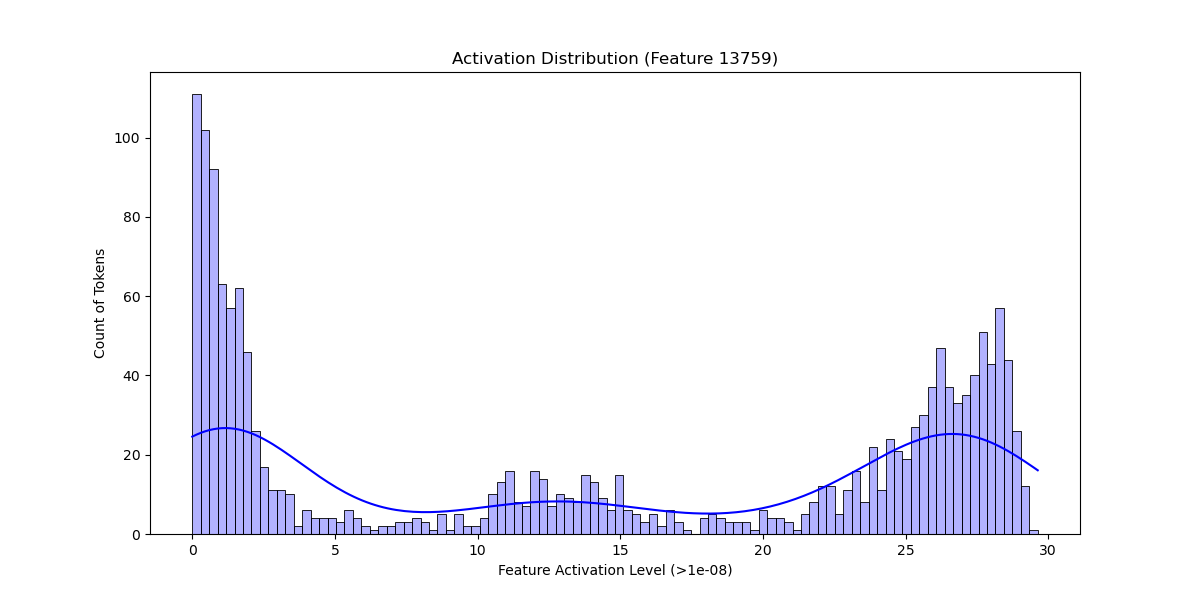 Activation Distribution (Feature 13759)
Count of Tokens
100
80
60
40
20
0
0 5 10 15 20 25 30
Feature Activation Level (>1e-08)